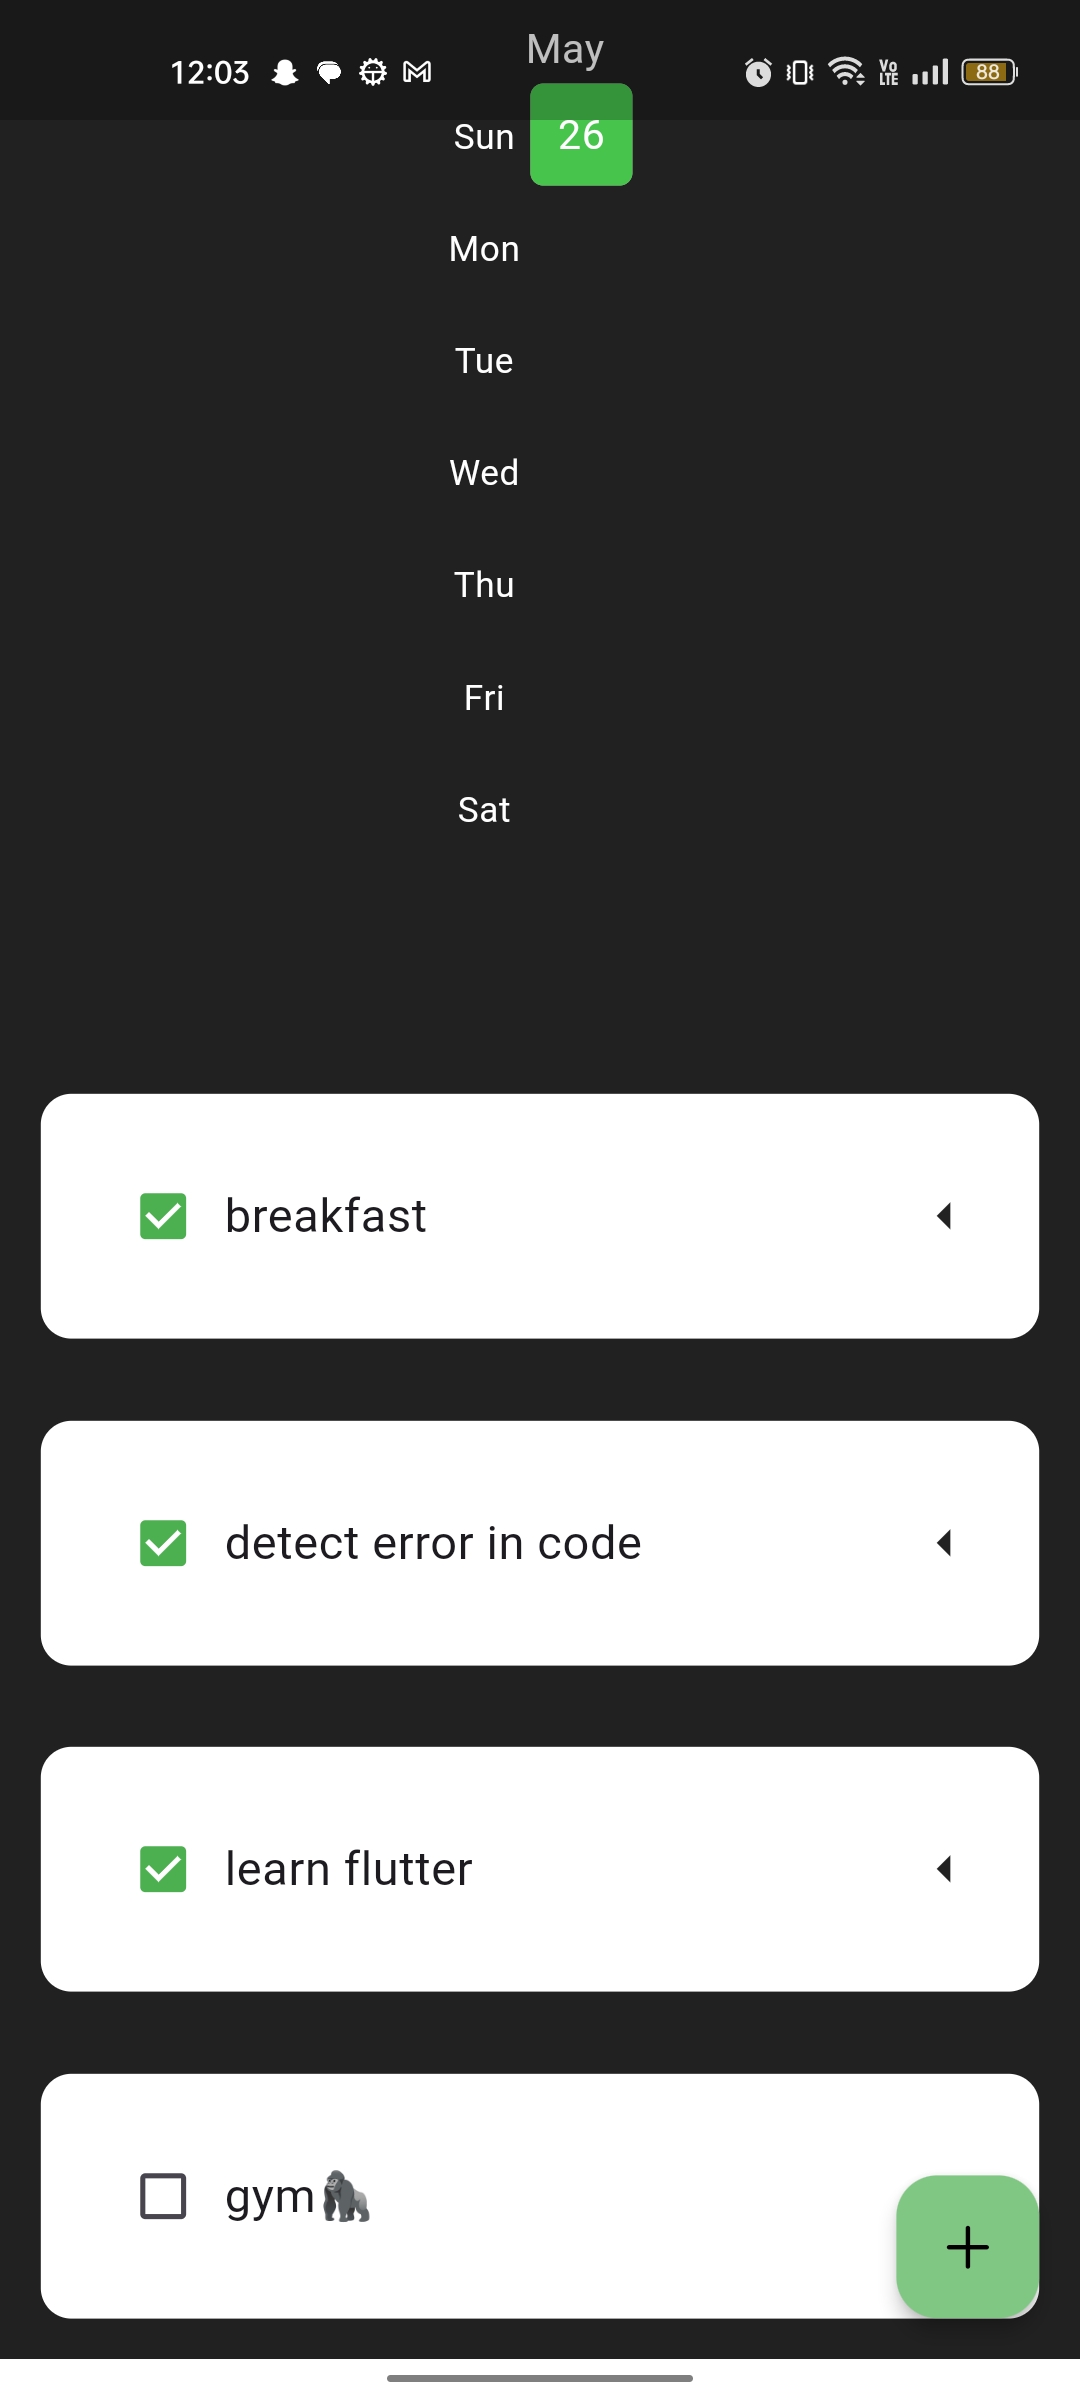 12:03 May VoLTE 88
Sun 26
Mon
Tue
Wed
Thu
Fri
Sat
breakfast
detect error in code
learn flutter
gym🦍